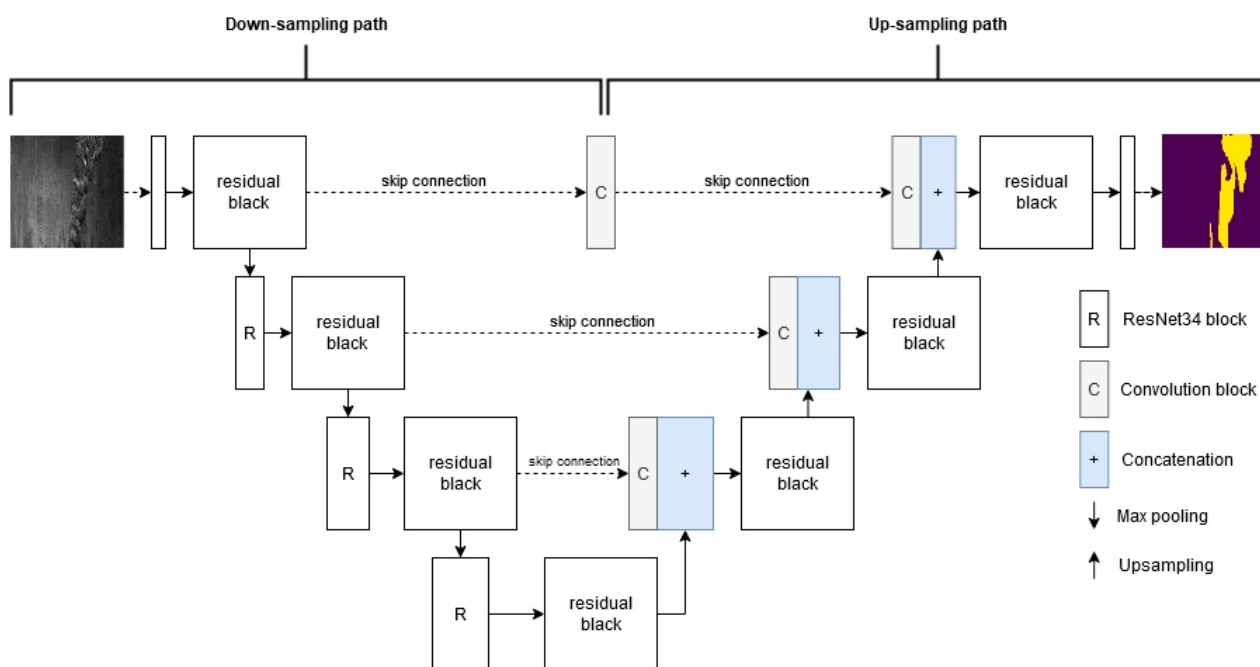 Down-sampling path
Up-sampling path
residual
black
skip connection
C
skip connection
C
+
residual
black
R
residual
black
skip connection
C
+
residual
black
R
residual
black
skip connection
C
+
residual
black
R
residual
black
R
ResNet34 block
C
Convolution block
+
Concatenation
Max pooling
Upsampling